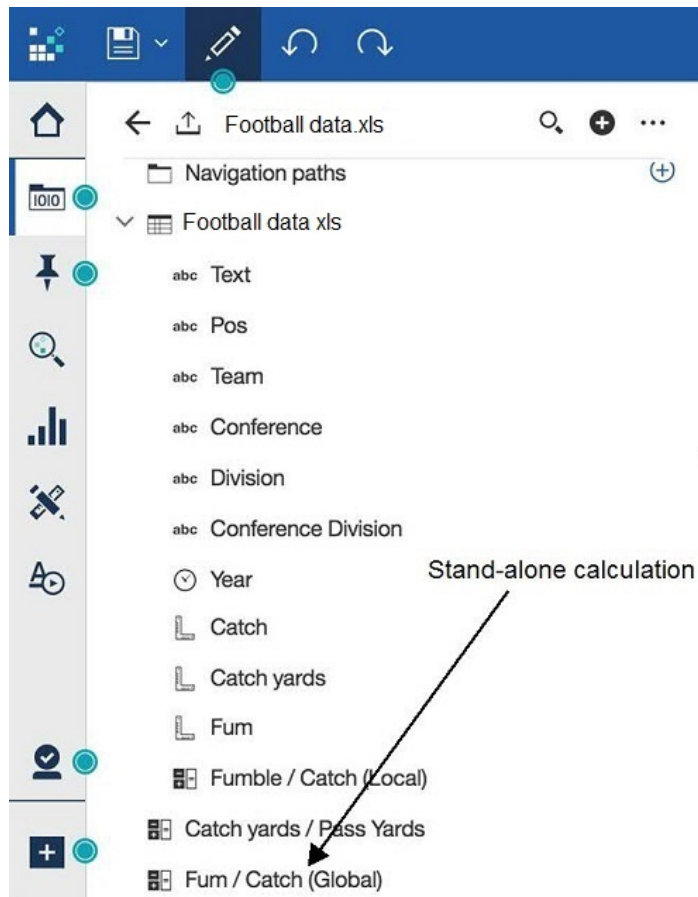 Football data.xls
Navigation paths
Football data xls
abc Text
abc Pos
abc Team
abc Conference
abc Division
abc Conference Division
Year
Stand-alone calculation
Catch
Catch yards
Fum
Fumble / Catch (Local)
Catch yards / Pass Yards
Fum / Catch (Global)
1010